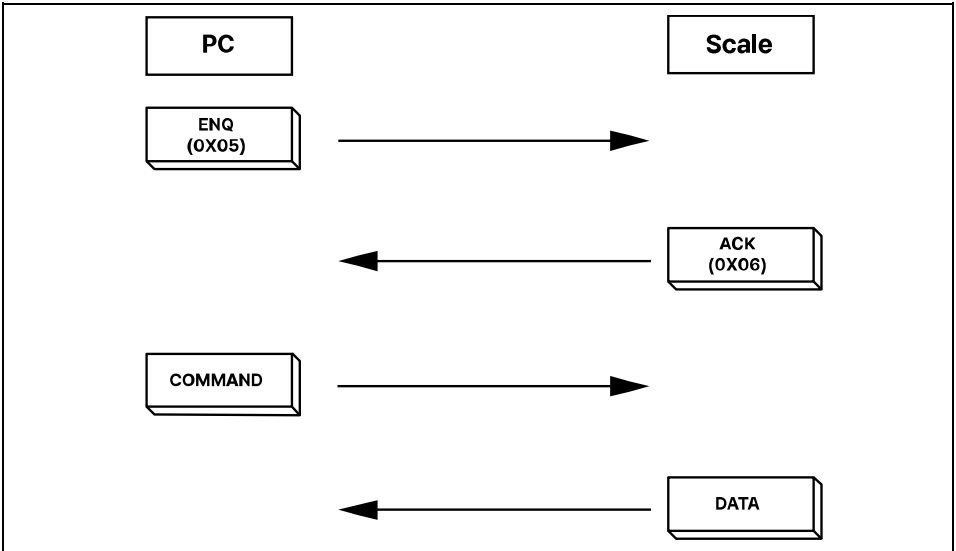 PC
Scale
ENQ
(0X05)
ACK
(0X06)
COMMAND
DATA